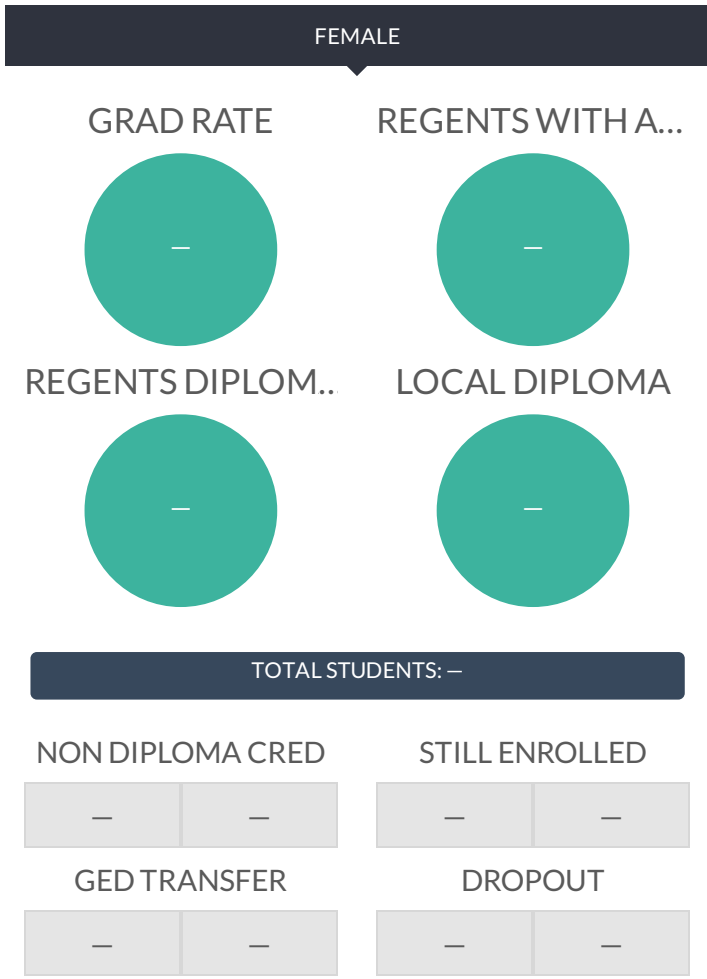 FEMALE
GRAD RATE
REGENTS WITH A...
—
—
REGENTS DIPLOM...
LOCAL DIPLOMA
—
—
TOTAL STUDENTS: —
NON DIPLOMA CRED
STILL ENROLLED
— —
— —
GED TRANSFER
DROPOUT
— —
— —